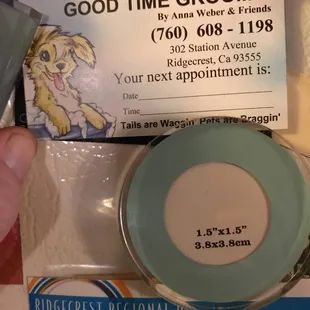 GOOD TIME
By Anna Weber & Friends
(760) 608 - 1198
302 Station Avenue
Ridgecrest, Ca 93555
Your next appointment is:
Date
Time
Tails are Waggin' Pets are Braggin'
1.5"x1.5"
3.8x3.8cm
RIDGECREST REGIONAL